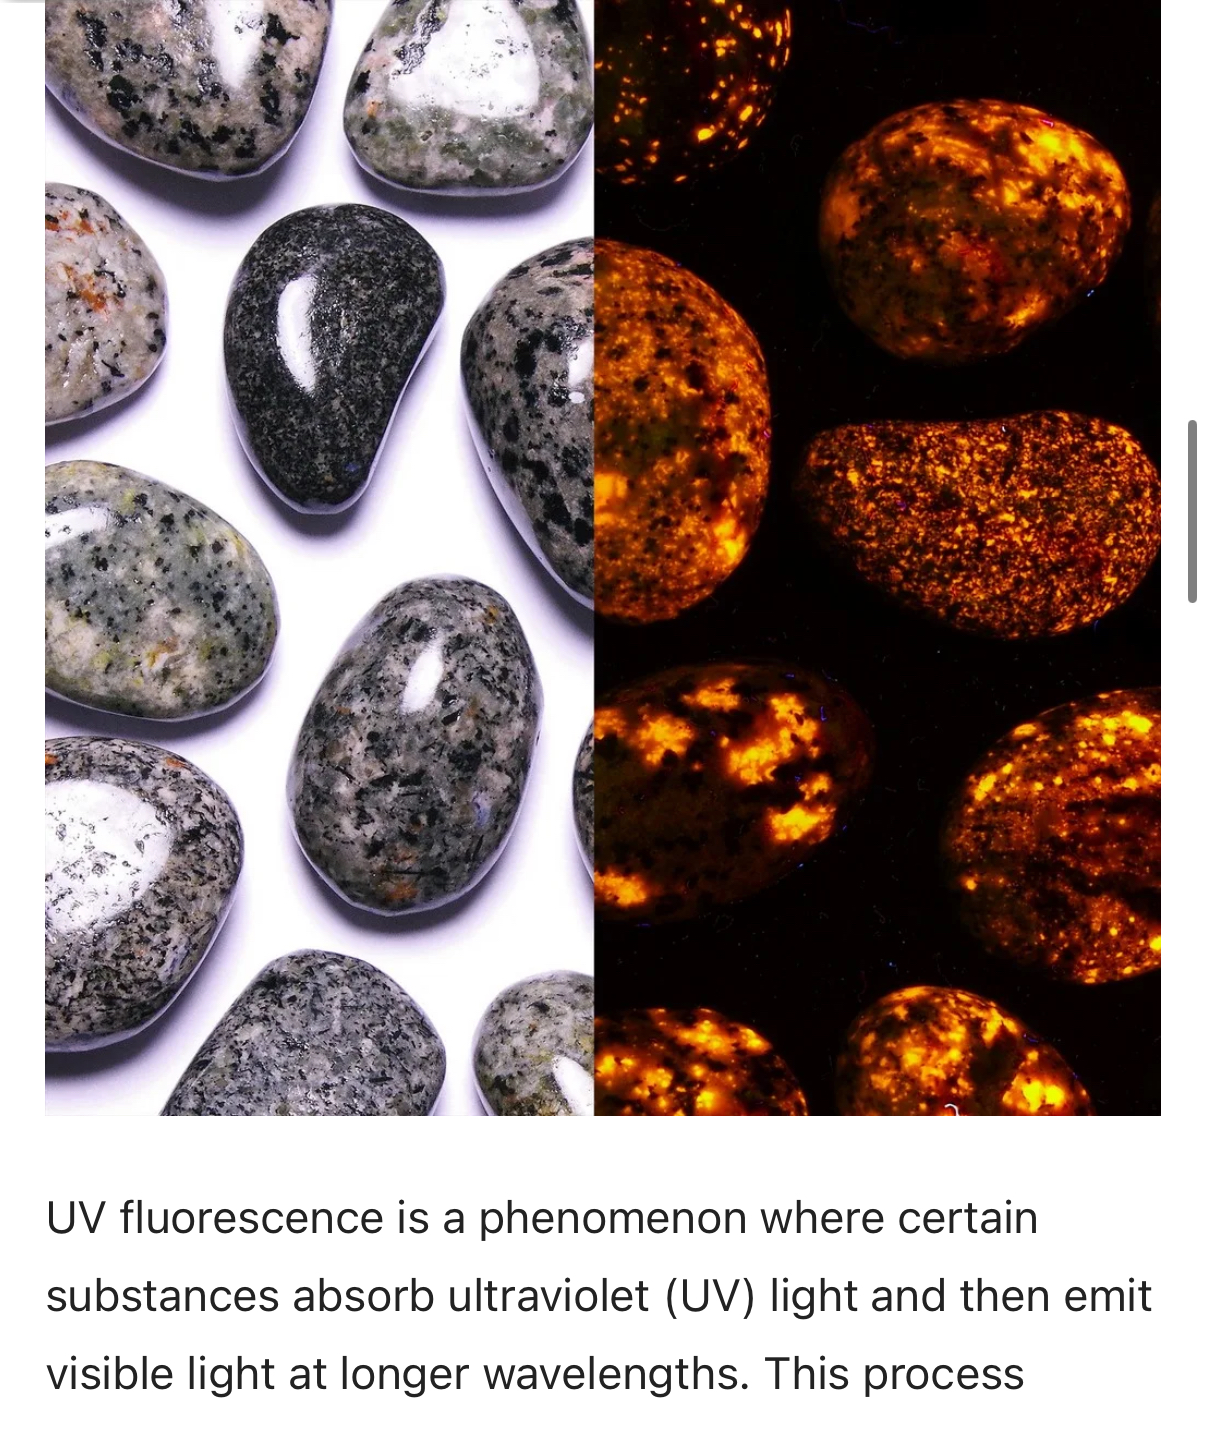 UV fluorescence is a phenomenon where certain
substances absorb ultraviolet (UV) light and then emit
visible light at longer wavelengths. This process